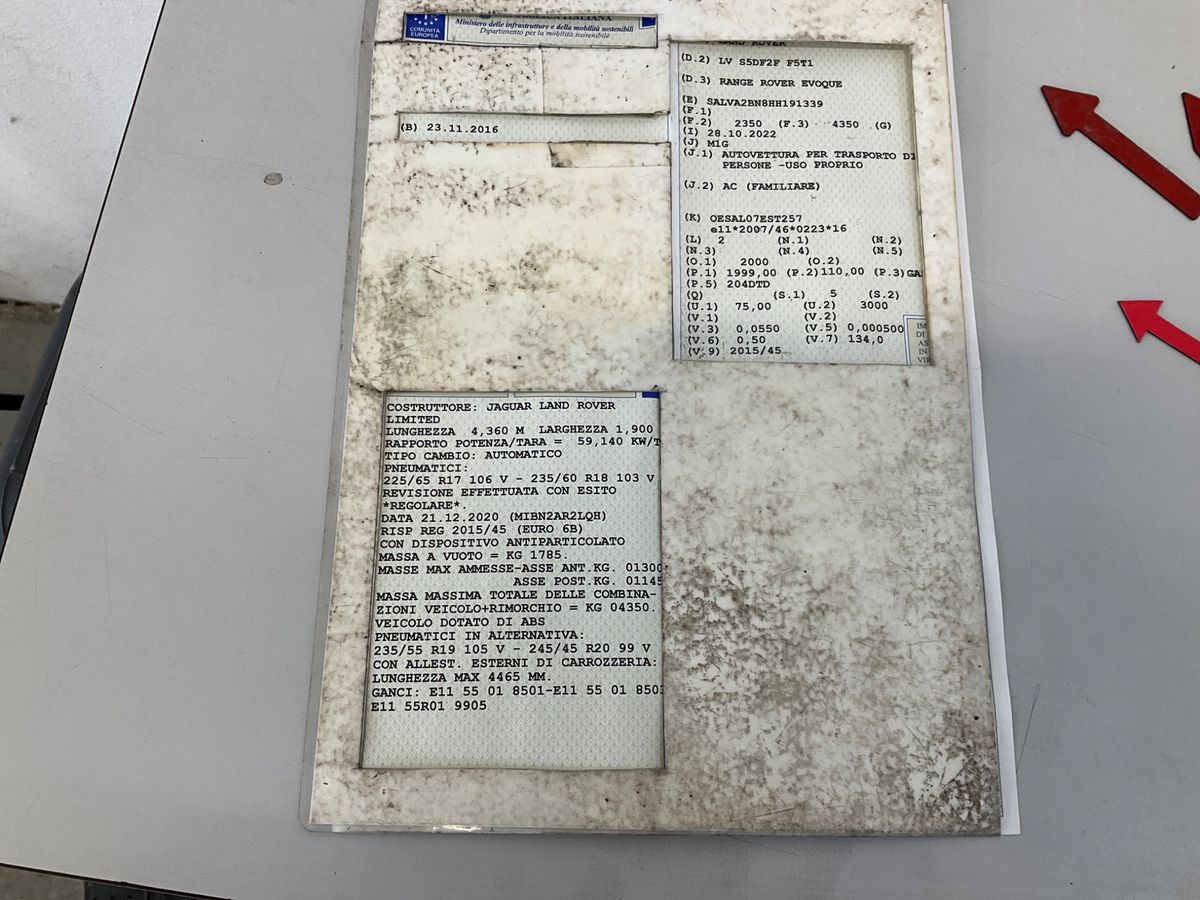 COMUNITÀ
EUROPEA
Ministero delle infrastrutture e della mobilità sostenibili
Dipartimento per la mobilità sostenibile
(B) 23.11.2016
LAND ROVER
(D.2) LV S5DF2F F5T1
(D.3) RANGE ROVER EVOQUE
(E) SALVA2BN8HH191339
(F.1)
(F.2) 2350 (F.3) 4350 (G)
(I) 28.10.2022
(J) M1G
(J.1) AUTOVETTURA PER TRASPORTO DI
PERSONE -USO PROPRIO
(J.2) AC (FAMILIARE)
(K) OESAL07EST257
e11*2007/46*0223*16
(L) 2 (N.1) (N.2)
(N.3) (N.4) (N.5)
(O.1) 2000 (O.2)
(P.1) 1999,00 (P.2)110,00 (P.3)GA
(P.5) 204DTD
(Q) (S.1) 5 (S.2)
(U.1) 75,00 (U.2) 3000
(V.1) (V.2)
(V.3) 0,0550 (V.5) 0,000500
(V.6) 0,50 (V.7) 134,0
(V.9) 2015/45
IM
DI
AS
IN
VIR
COSTRUTTORE: JAGUAR LAND ROVER
LIMITED
LUNGHEZZA 4,360 M LARGHEZZA 1,900
RAPPORTO POTENZA/TARA = 59,140 KW/T
TIPO CAMBIO: AUTOMATICO
PNEUMATICI:
225/65 R17 106 V - 235/60 R18 103 V
REVISIONE EFFETTUATA CON ESITO
*REGOLARE*.
DATA 21.12.2020 (MIBN2AR2LQH)
RISP REG 2015/45 (EURO 6B)
CON DISPOSITIVO ANTIPARTICOLATO
MASSA A VUOTO = KG 1785.
MASSE MAX AMMESSE-ASSE ANT.KG. 01300
ASSE POST.KG. 01145
MASSA MASSIMA TOTALE DELLE COMBINA-
ZIONI VEICOLO+RIMORCHIO = KG 04350.
VEICOLO DOTATO DI ABS
PNEUMATICI IN ALTERNATIVA:
235/55 R19 105 V - 245/45 R20 99 V
CON ALLEST. ESTERNI DI CARROZZERIA:
LUNGHEZZA MAX 4465 MM.
GANCI: E11 55 01 8501-E11 55 01 8503
E11 55R01 9905